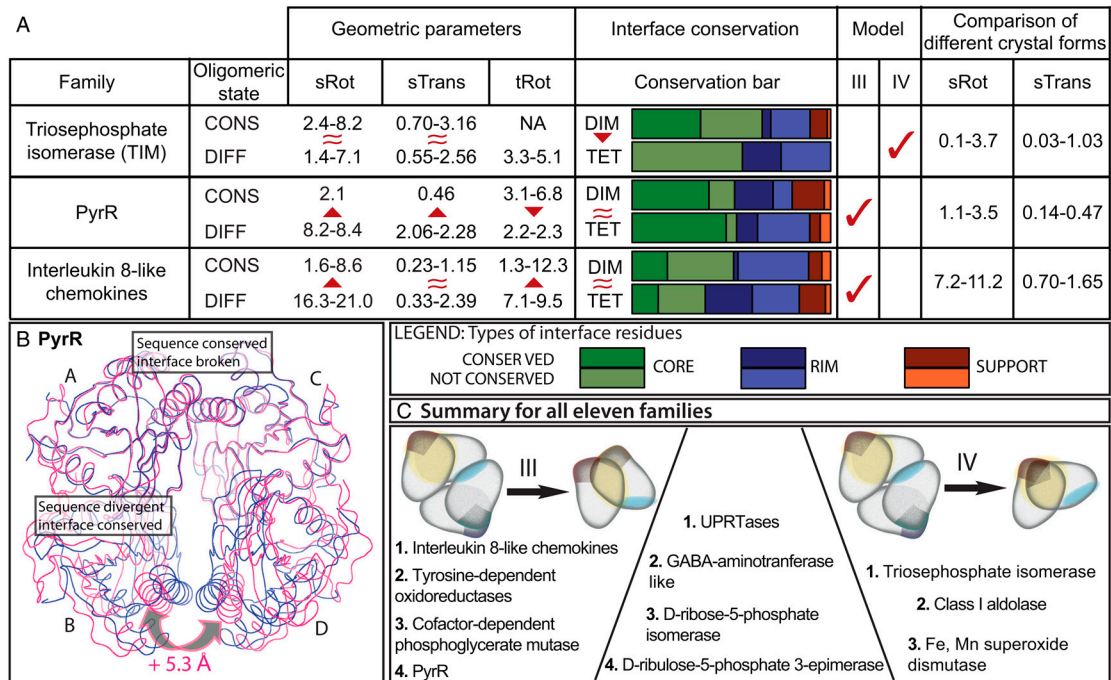 A
Geometric parameters
Interface conservation
Model
Comparison of
different crystal forms
Family
Oligomeric
state
sRot
sTrans
tRot
Conservation bar
III
IV
sRot
sTrans
Triosephosphate
isomerase (TIM)
CONS
2.4-8.2
0.70-3.16
NA
DIM
≈
≈
DIFF
1.4-7.1
0.55-2.56
3.3-5.1
TET
✓
0.1-3.7
0.03-1.03
PyrR
CONS
2.1
0.46
3.1-6.8
DIM
≈
DIFF
8.2-8.4
2.06-2.28
2.2-2.3
TET
✓
1.1-3.5
0.14-0.47
Interleukin 8-like
chemokines
CONS
1.6-8.6
0.23-1.15
1.3-12.3
DIM
≈
≈
DIFF
16.3-21.0
0.33-2.39
7.1-9.5
TET
✓
7.2-11.2
0.70-1.65
B PyrR
Sequence conserved
interface broken
A
C
Sequence divergent
interface conserved
B
D
+ 5.3 Å
LEGEND: Types of interface residues
CONSERVED
NOT CONSERVED
CORE
RIM
SUPPORT
C Summary for all eleven families
III
1. Interleukin 8-like chemokines
2. Tyrosine-dependent
oxidoreductases
3. Cofactor-dependent
phosphoglycerate mutase
4. PyrR
1. UPRTases
2. GABA-aminotranferase
like
3. D-ribose-5-phosphate
isomerase
4. D-ribulose-5-phosphate 3-epimerase
IV
1. Triosephosphate isomerase
2. Class I aldolase
3. Fe, Mn superoxide
dismutase